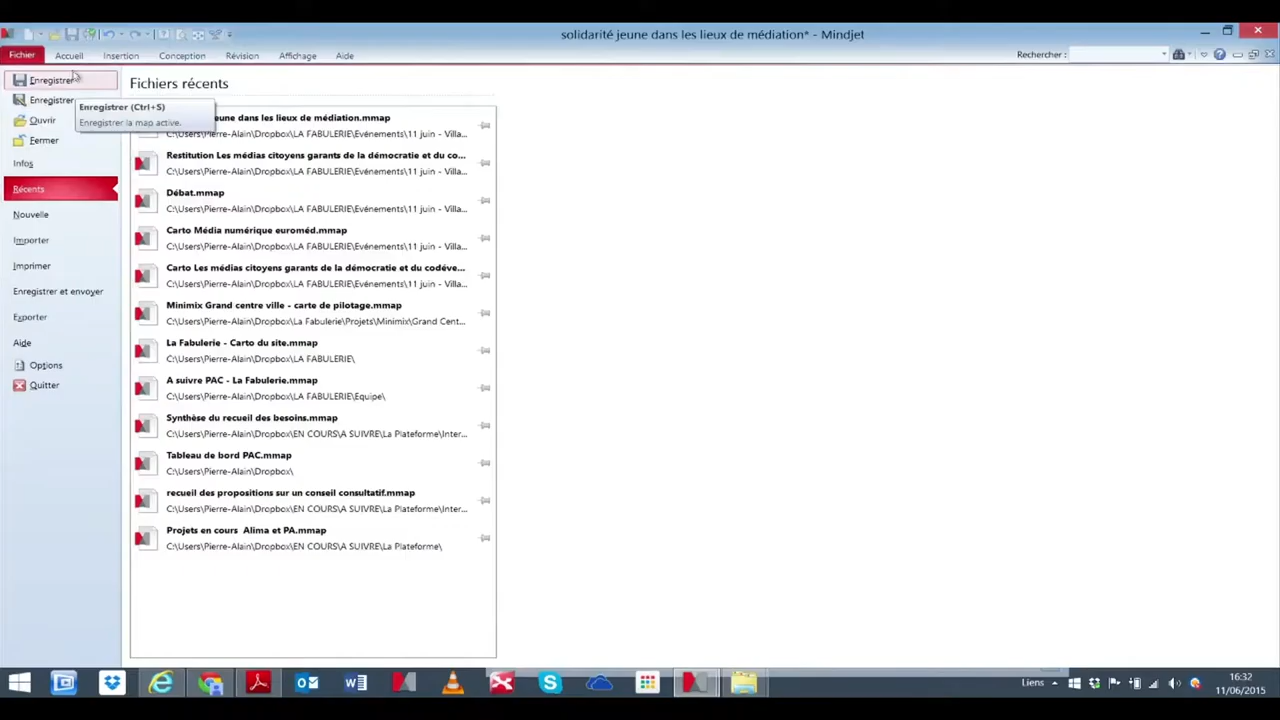 solidarité jeune dans les lieux de médiation* - Mindjet
Fichier Accueil Insertion Conception Révision Affichage Aide Rechercher :
Enregistrer
Enregistrer
Enregistrer (Ctrl+S)
Enregistrer la map active.
Ouvrir
Fermer
Infos
Récents
Nouvelle
Importer
Imprimer
Enregistrer et envoyer
Exporter
Aide
Options
Quitter
Fichiers récents
eune dans les lieux de médiation.mmap
C:\Users\Pierre-Alain\Dropbox\LA FABULERIE\Evénements\11 juin - Villa...
Restitution Les médias citoyens garants de la démocratie et du co...
C:\Users\Pierre-Alain\Dropbox\LA FABULERIE\Evénements\11 juin - Villa...
Débat.mmap
C:\Users\Pierre-Alain\Dropbox\LA FABULERIE\Evénements\11 juin - Villa...
Carto Média numérique euroméd.mmap
C:\Users\Pierre-Alain\Dropbox\LA FABULERIE\Evénements\11 juin - Villa...
Carto Les médias citoyens garants de la démocratie et du codéve...
C:\Users\Pierre-Alain\Dropbox\LA FABULERIE\Evénements\11 juin - Villa...
Minimix Grand centre ville - carte de pilotage.mmap
C:\Users\Pierre-Alain\Dropbox\La Fabulerie\Projets\Minimix\Grand Cent...
La Fabulerie - Carto du site.mmap
C:\Users\Pierre-Alain\Dropbox\LA FABULERIE\
A suivre PAC - La Fabulerie.mmap
C:\Users\Pierre-Alain\Dropbox\LA FABULERIE\Equipe\
Synthèse du recueil des besoins.mmap
C:\Users\Pierre-Alain\Dropbox\EN COURS\A SUIVRE\La Plateforme\Inter...
Tableau de bord PAC.mmap
C:\Users\Pierre-Alain\Dropbox\
recueil des propositions sur un conseil consultatif.mmap
C:\Users\Pierre-Alain\Dropbox\EN COURS\A SUIVRE\La Plateforme\Inter...
Projets en cours Alima et PA.mmap
C:\Users\Pierre-Alain\Dropbox\EN COURS\A SUIVRE\La Plateforme\
Liens
16:32
11/06/2015